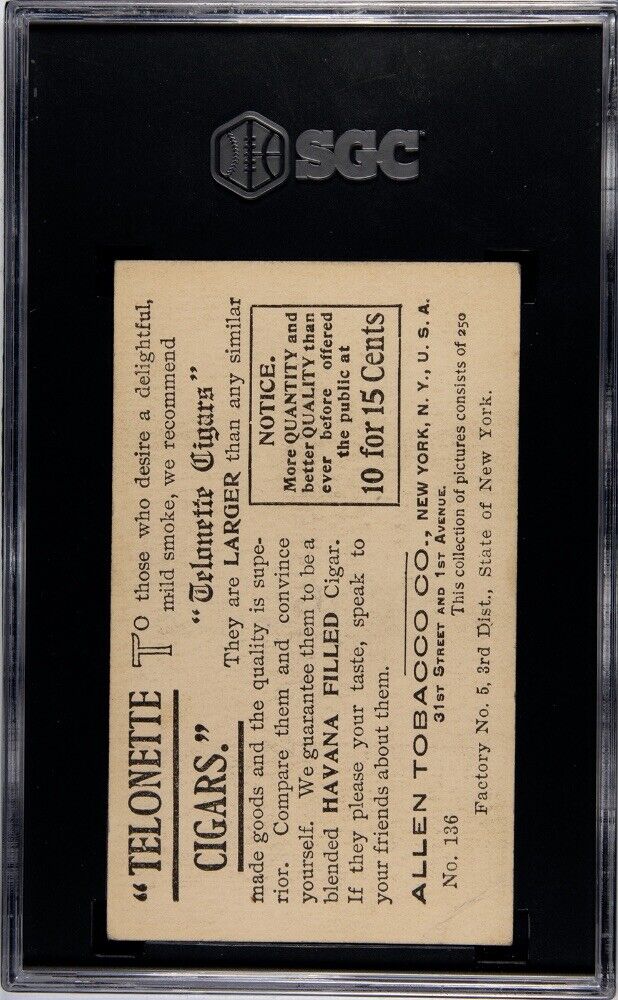 SGC
"TELONETTE
CIGARS."
To those who desire a delightful,
mild smoke, we recommend
"Telonette Cigars"
They are LARGER than any similar
made goods and the quality is supe-
rior. Compare them and convince
yourself. We guarantee them to be a
blended HAVANA FILLED Cigar.
If they please your taste, speak to
your friends about them.
NOTICE.
More QUANTITY and
better QUALITY than
ever before offered
the public at
10 for 15 Cents
ALLEN TOBACCO CO., NEW YORK, N. Y., U. S. A.
31ST STREET AND 1ST AVENUE.
No. 136 This collection of pictures consists of 250
Factory No. 5, 3rd Dist., State of New York.